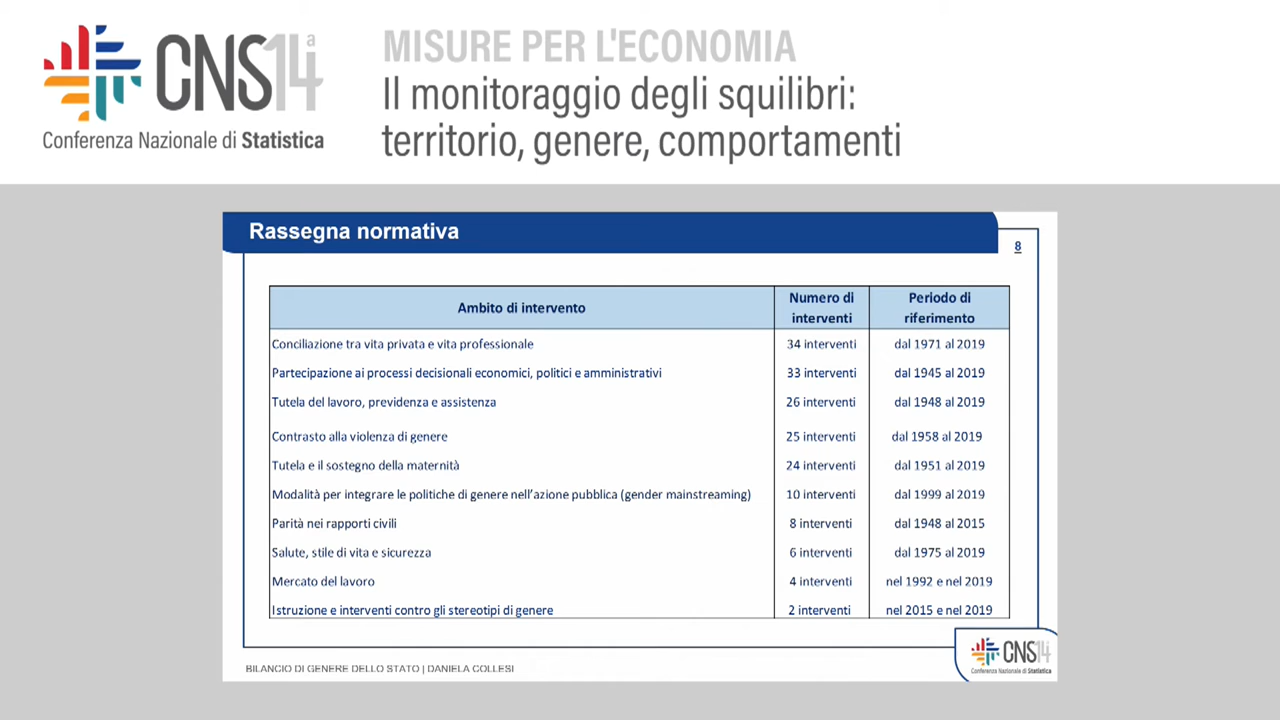 CNS14a
Conferenza Nazionale di Statistica
MISURE PER L'ECONOMIA
Il monitoraggio degli squilibri:
territorio, genere, comportamenti
Rassegna normativa
8
Ambito di intervento Numero di interventi Periodo di riferimento
Conciliazione tra vita privata e vita professionale 34 interventi dal 1971 al 2019
Partecipazione ai processi decisionali economici, politici e amministrativi 33 interventi dal 1945 al 2019
Tutela del lavoro, previdenza e assistenza 26 interventi dal 1948 al 2019
Contrasto alla violenza di genere 25 interventi dal 1958 al 2019
Tutela e il sostegno della maternità 24 interventi dal 1951 al 2019
Modalità per integrare le politiche di genere nell'azione pubblica (gender mainstreaming) 10 interventi dal 1999 al 2019
Parità nei rapporti civili 8 interventi dal 1948 al 2015
Salute, stile di vita e sicurezza 6 interventi dal 1975 al 2019
Mercato del lavoro 4 interventi nel 1992 e nel 2019
Istruzione e interventi contro gli stereotipi di genere 2 interventi nel 2015 e nel 2019
BILANCIO DI GENERE DELLO STATO | DANIELA COLLESI
CNS14a
Conferenza Nazionale di Statistica